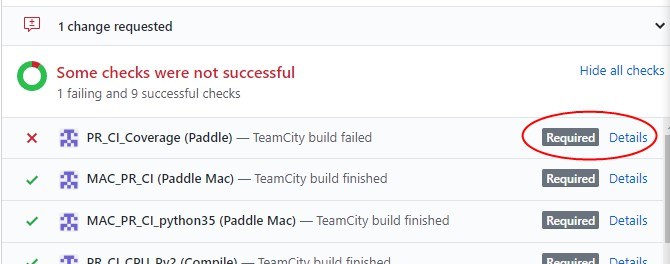 1 change requested
Some checks were not successful
Hide all checks
1 failing and 9 successful checks
PR_CI_Coverage (Paddle) — TeamCity build failed Required Details
MAC_PR_CI (Paddle Mac) — TeamCity build finished Required Details
MAC_PR_CI_python35 (Paddle Mac) — TeamCity build finished Required Details
PR_CI_CPU_Py2 (Compile) — TeamCity build finished Required Details